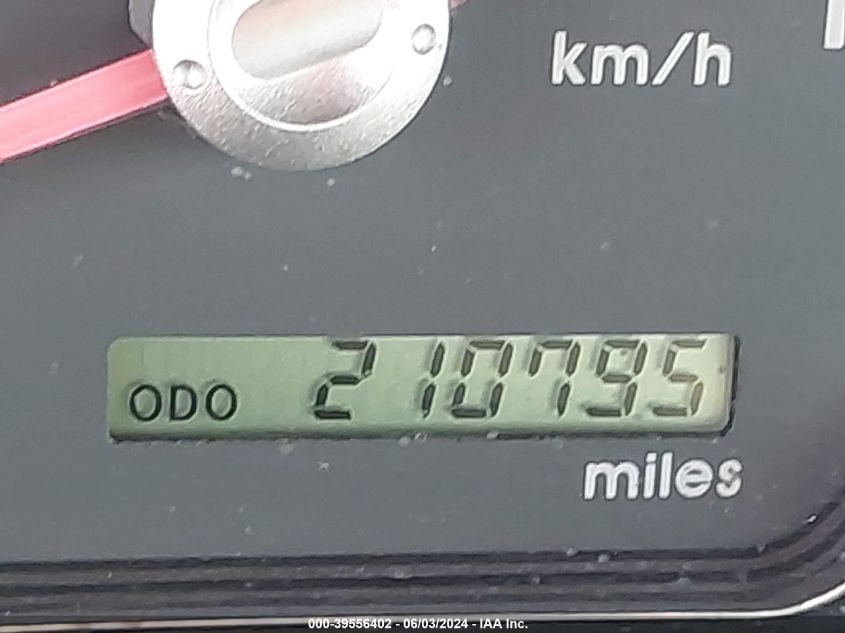 km/h
ODO 210795
miles
000-39556402 - 06/03/2024 - IAA Inc.